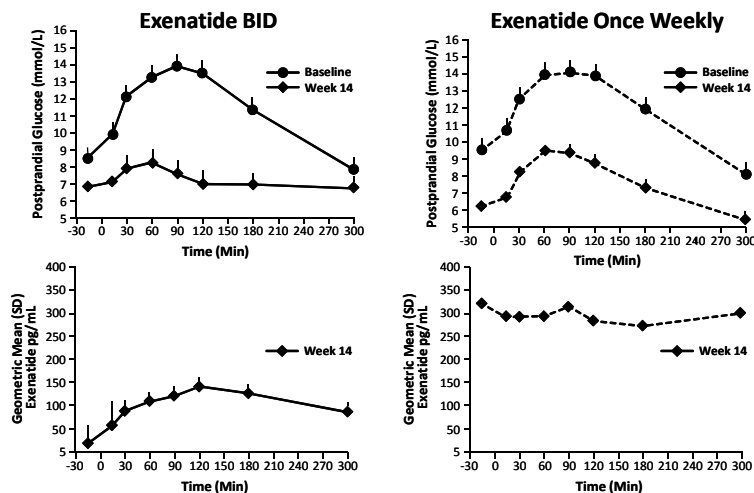 Exenatide BID
Postprandial Glucose (mmol/L)
16
15
14
13
12
11
10
9
8
7
6
5
Baseline
Week 14
-30 0 30 60 90 120 150 180 210 240 270 300
Time (Min)
Exenatide Once Weekly
Postprandial Glucose (mmol/L)
16
15
14
13
12
11
10
9
8
7
6
5
Baseline
Week 14
-30 0 30 60 90 120 150 180 210 240 270 300
Time (Min)
Geometric Mean (SD)
Exenatide pg/mL
400
350
300
250
200
150
100
50
5
Week 14
-30 0 30 60 90 120 150 180 210 240 270 300
Time (Min)
Geometric Mean (SD)
Exenatide pg/mL
400
350
300
250
200
150
100
50
5
Week 14
-30 0 30 60 90 120 150 180 210 240 270 300
Time (Min)